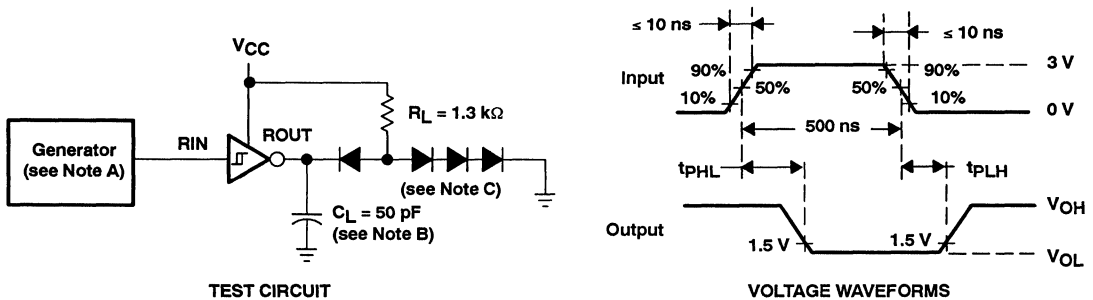 VCC
Generator
(see Note A)
RIN
ROUT
RL = 1.3 kΩ
(see Note C)
CL = 50 pF
(see Note B)
TEST CIRCUIT
≤ 10 ns
≤ 10 ns
Input
90%
50%
10%
50%
90%
10%
3 V
0 V
500 ns
tPHL
tPLH
Output
1.5 V
1.5 V
VOH
VOL
VOLTAGE WAVEFORMS